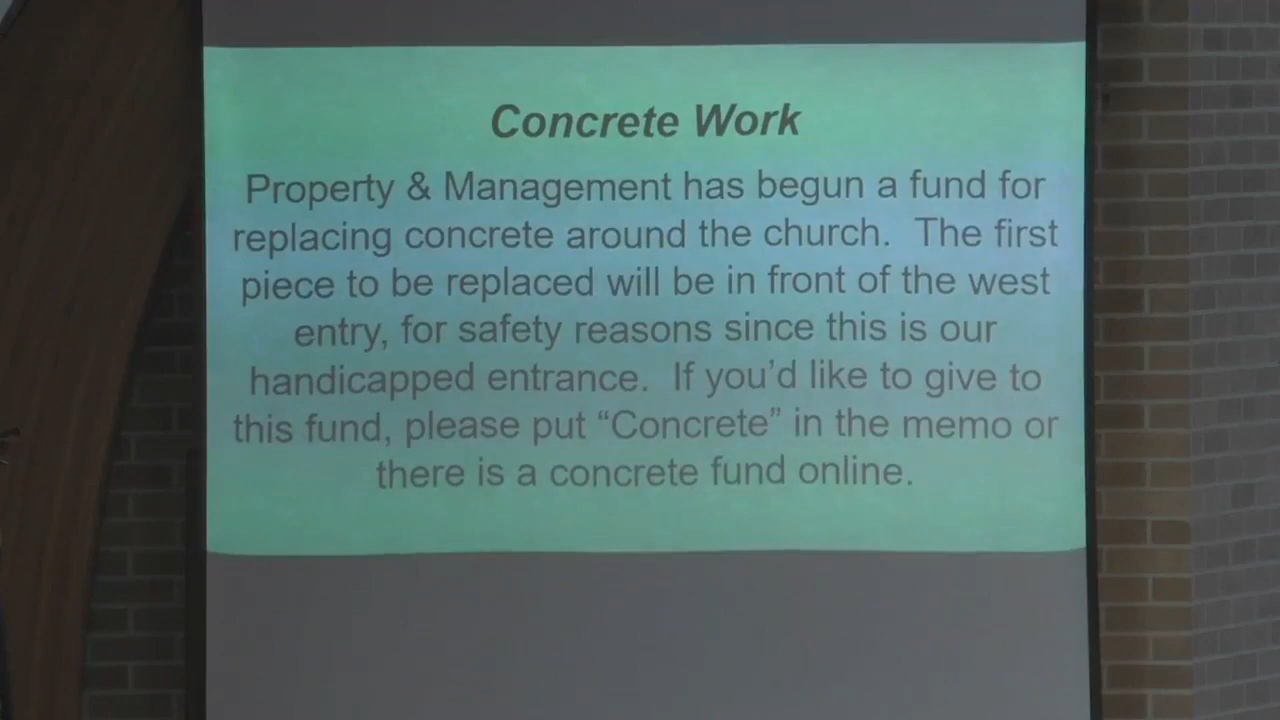 Concrete Work
Property & Management has begun a fund for
replacing concrete around the church.  The first
piece to be replaced will be in front of the west
entry, for safety reasons since this is our
handicapped entrance.  If you’d like to give to
this fund, please put “Concrete” in the memo or
there is a concrete fund online.